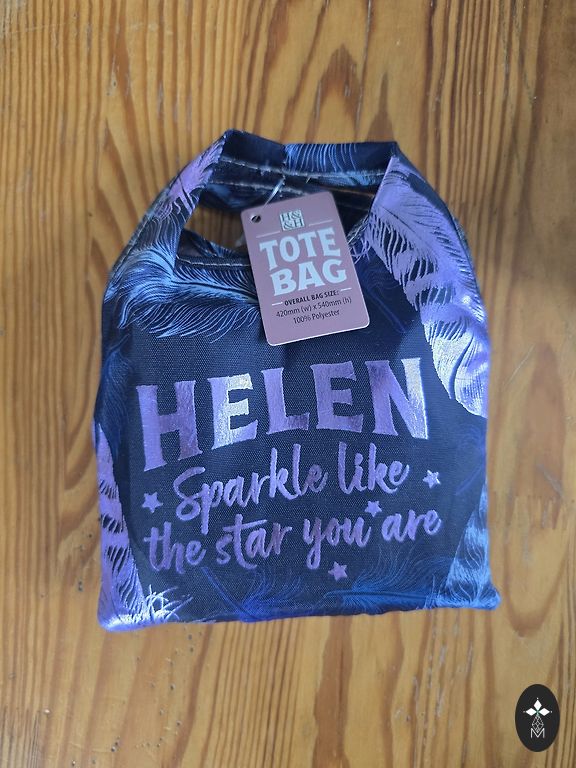 H&
&H
TOTE
BAG
OVERALL BAG SIZE:
420mm (w) x 540mm (h)
100% Polyester
HELEN
Sparkle like
the star you are
M